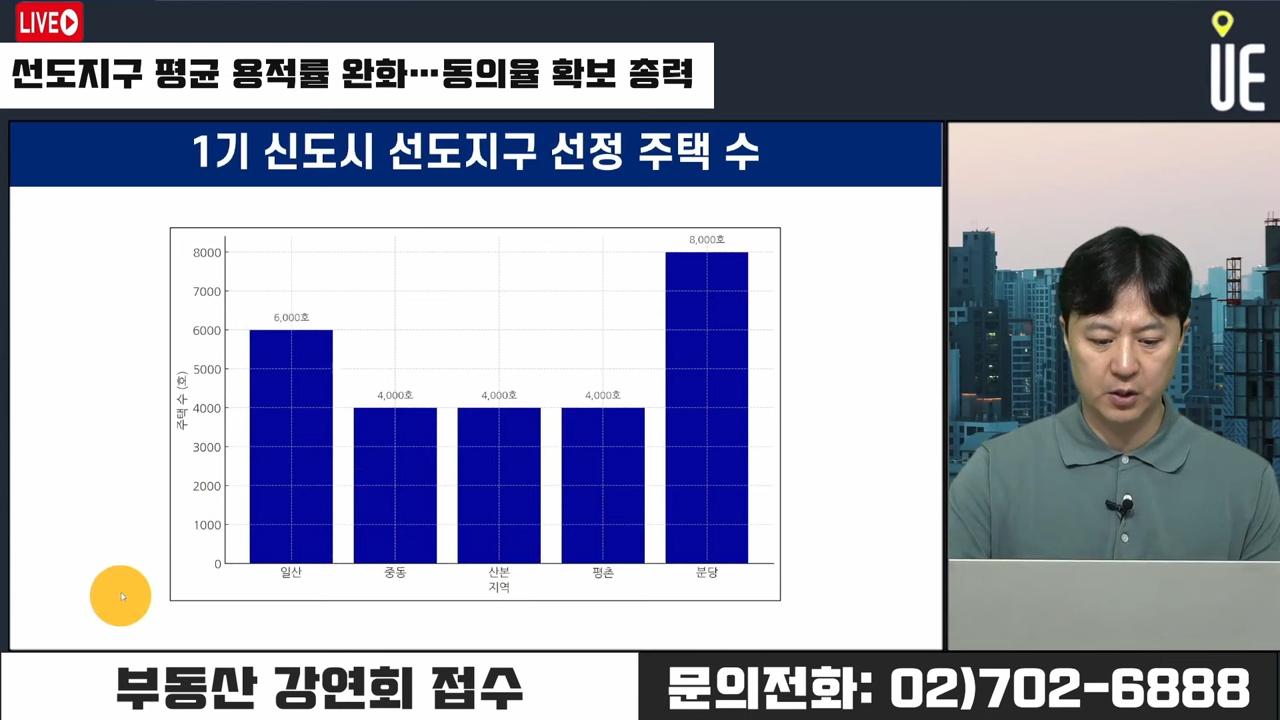 LIVE
선도지구 평균 용적률 완화…동의율 확보 총력
UE
1기 신도시 선도지구 선정 주택 수
주택 수 (호)
8000
7000
6000
5000
4000
3000
2000
1000
0
6,000호
4,000호
4,000호
4,000호
8,000호
일산 중동 산본 평촌 분당
지역
부동산 강연회 접수
문의전화: 02)702-6888